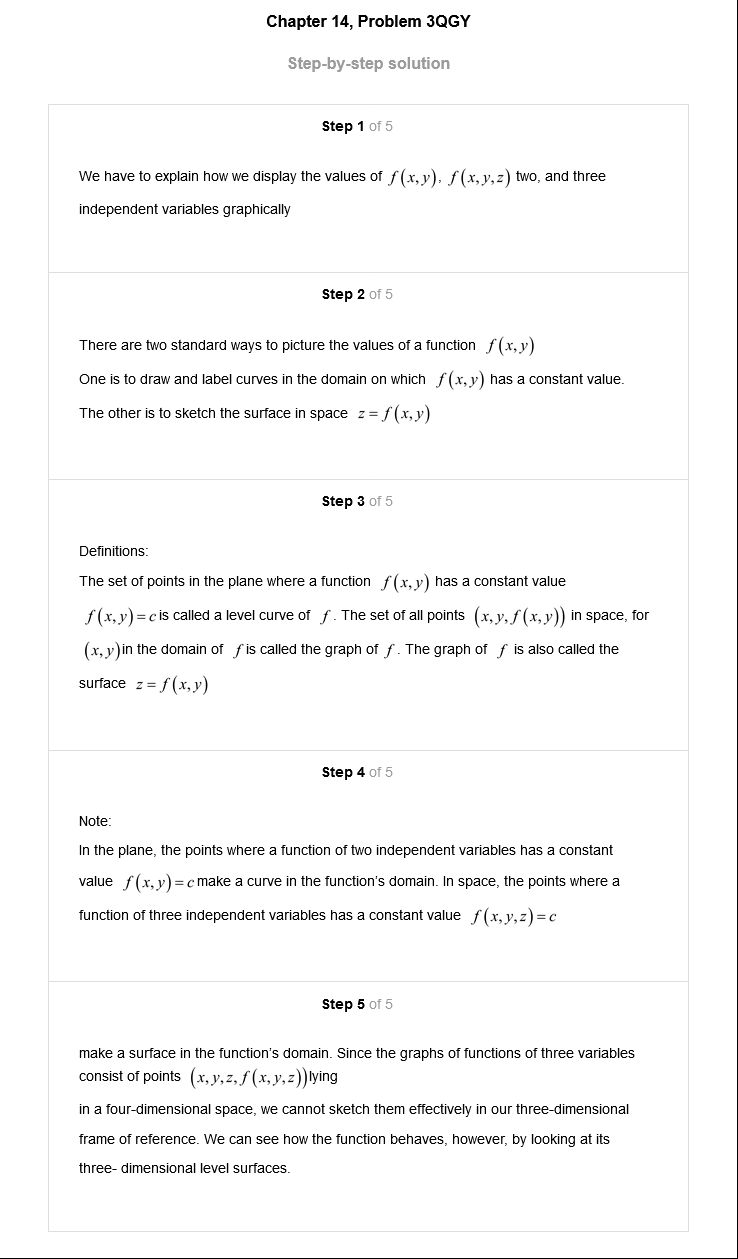 Chapter 14, Problem 3QGY
Step-by-step solution
Step 1 of 5
We have to explain how we display the values of f(x,y), f(x,y,z) two, and three
independent variables graphically
Step 2 of 5
There are two standard ways to picture the values of a function f(x,y)
One is to draw and label curves in the domain on which f(x,y) has a constant value.
The other is to sketch the surface in space z = f(x,y)
Step 3 of 5
Definitions:
The set of points in the plane where a function f(x,y) has a constant value
f(x,y)=c is called a level curve of f. The set of all points (x,y,f(x,y)) in space, for
(x,y)in the domain of f is called the graph of f. The graph of f is also called the
surface z = f(x,y)
Step 4 of 5
Note:
In the plane, the points where a function of two independent variables has a constant
value f(x,y)=c make a curve in the function's domain. In space, the points where a
function of three independent variables has a constant value f(x,y,z)=c
Step 5 of 5
make a surface in the function's domain. Since the graphs of functions of three variables
consist of points (x,y,z,f(x,y,z))lying
in a four-dimensional space, we cannot sketch them effectively in our three-dimensional
frame of reference. We can see how the function behaves, however, by looking at its
three- dimensional level surfaces.